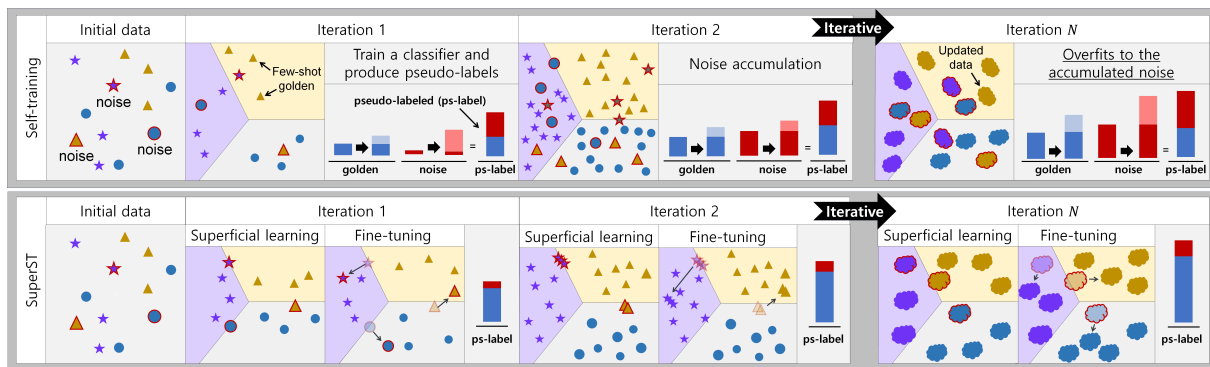 Self-training
Initial data
noise
noise
noise
Iteration 1
Few-shot
golden
Train a classifier and
produce pseudo-labels
pseudo-labeled (ps-label)
=
golden
noise
ps-label
Iteration 2
Noise accumulation
=
golden
noise
ps-label
Iterative
Iteration N
Updated
data
Overfits to the
accumulated noise
=
golden
noise
ps-label
SuperST
Initial data
Iteration 1
Superficial learning
Fine-tuning
ps-label
Iteration 2
Superficial learning
Fine-tuning
ps-label
Iterative
Iteration N
Superficial learning
Fine-tuning
ps-label